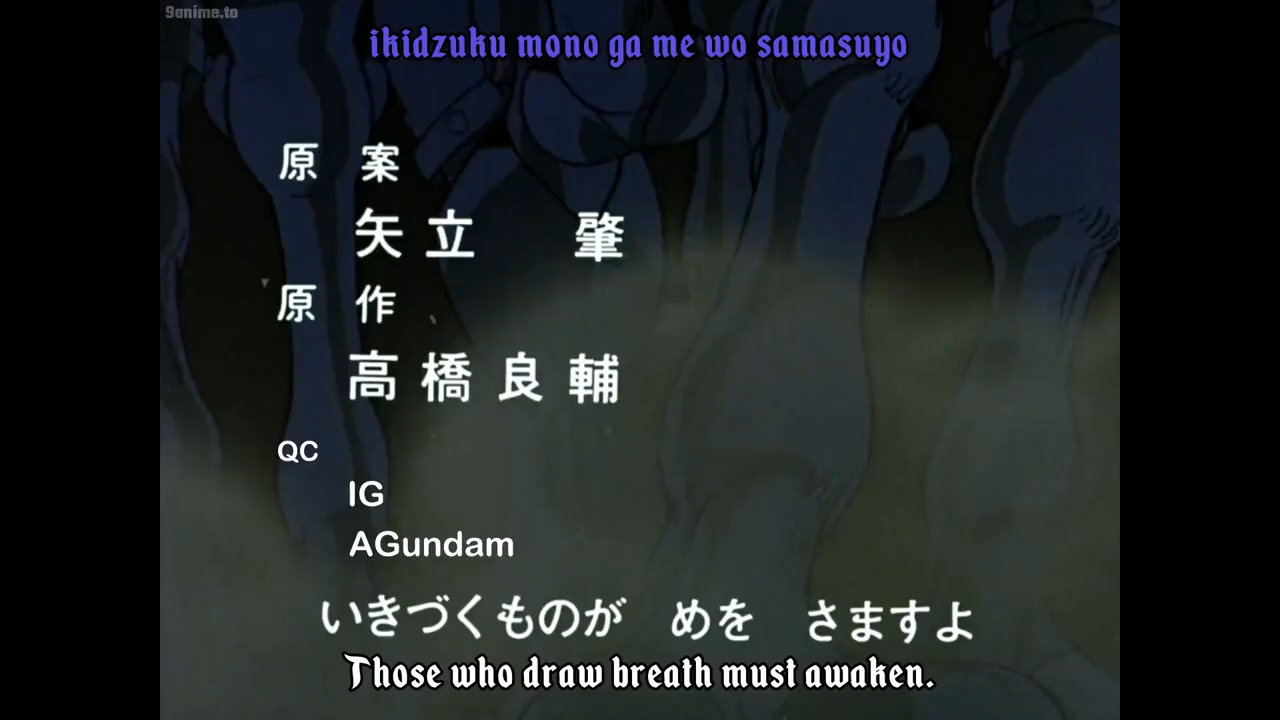 9anime.to
ikidzuku mono ga me wo samasuyo
原 案
矢立 肇
原 作
高橋良輔
QC
IG
AGundam
いきづくものが めを さますよ
Those who draw breath must awaken.